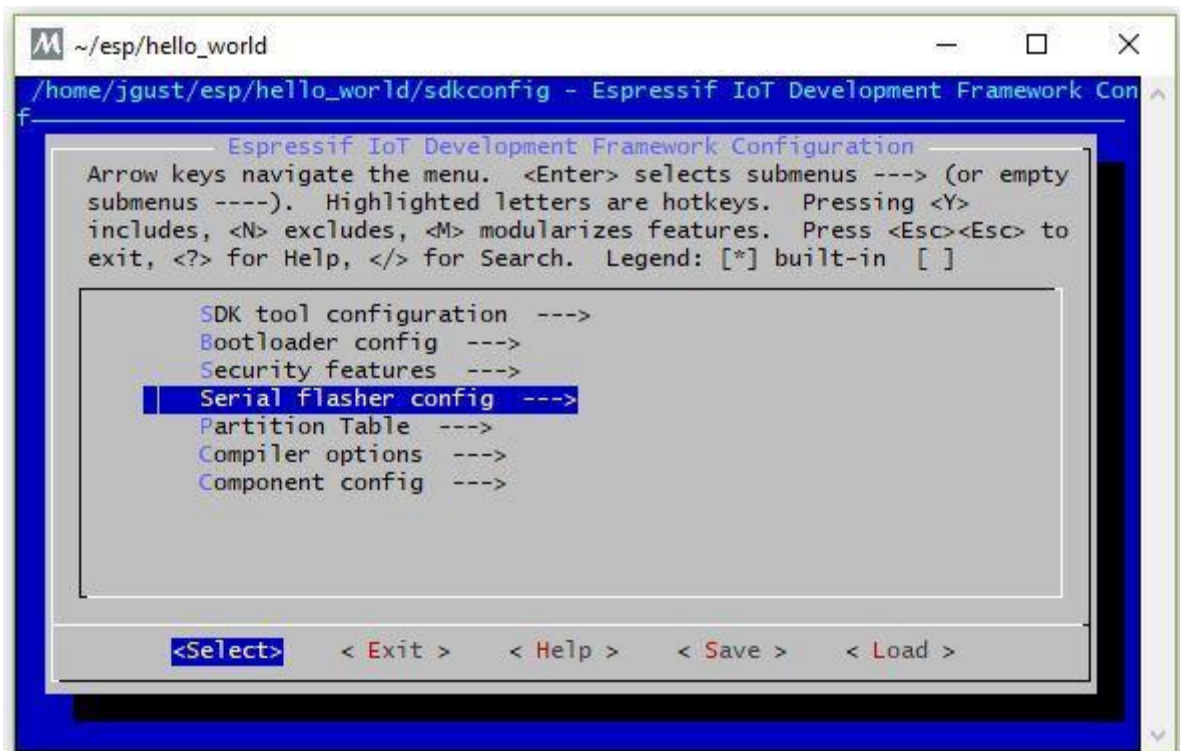 ~/esp/hello_world
/home/jgust/esp/hello_world/sdkconfig - Espressif IoT Development Framework Con
f
Espressif IoT Development Framework Configuration
Arrow keys navigate the menu.  <Enter> selects submenus ---> (or empty
submenus ----).  Highlighted letters are hotkeys.  Pressing <Y>
includes, <N> excludes, <M> modularizes features.  Press <Esc><Esc> to
exit, <?> for Help, </> for Search.  Legend: [*] built-in  [ ]
SDK tool configuration  --->
Bootloader config  --->
Security features  --->
Serial flasher config  --->
Partition Table  --->
Compiler options  --->
Component config  --->
<Select>    < Exit >    < Help >    < Save >    < Load >